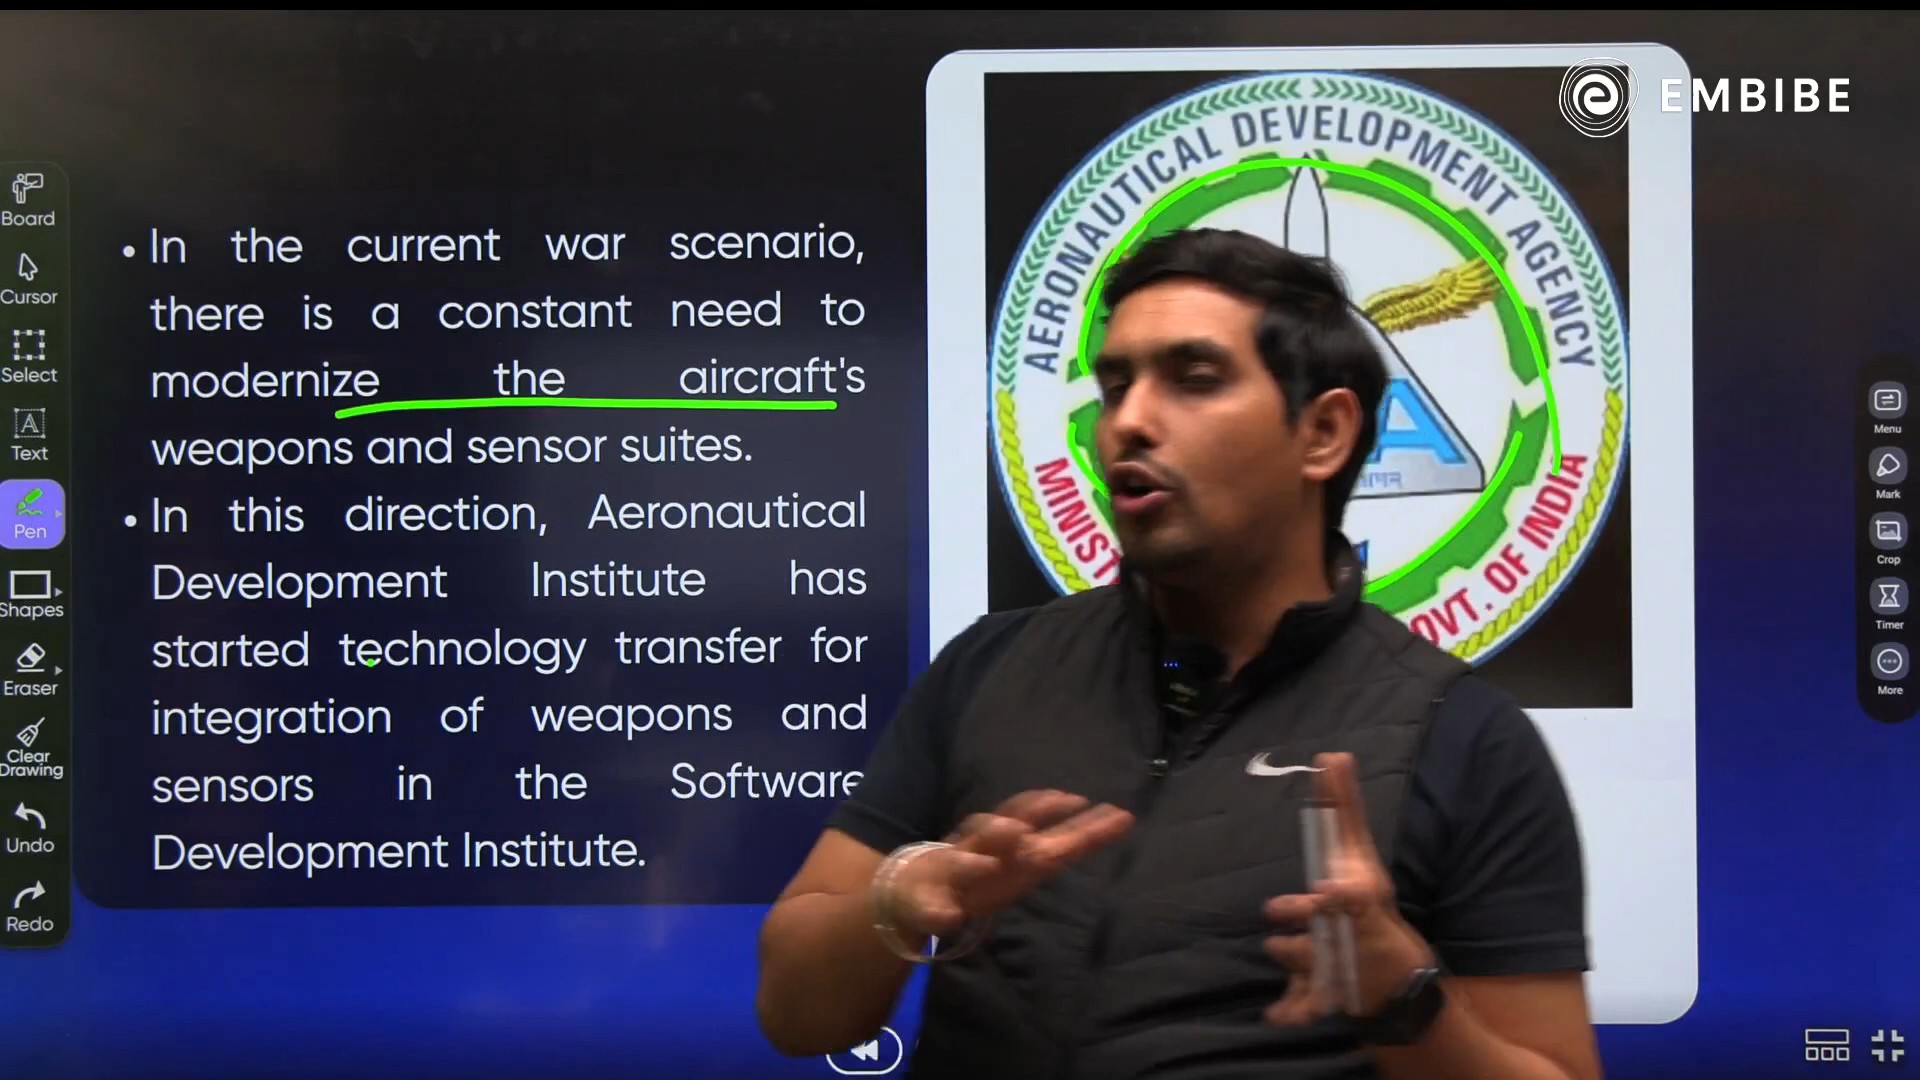 EMBIBE
AERONAUTICAL DEVELOPMENT AGENCY
• In the current war scenario,
there is a constant need to
modernize the aircraft's
weapons and sensor suites.
• In this direction, Aeronautical
Development Institute has
started technology transfer for
integration of weapons and
sensors in the Software
Development Institute.
A
OVT. OF INDIA
MINIST
Board
Cursor
Select
Text
Pen
Shapes
Eraser
Clear
Drawing
Undo
Redo
Menu
Mark
Crop
Timer
More